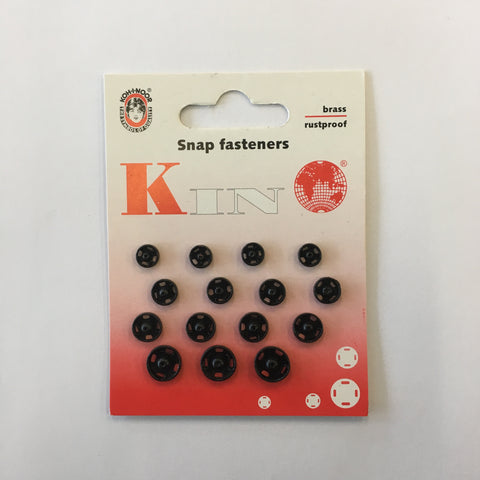 KOH-I-NOOR
®
brass
rustproof
Snap fasteners
KIN
®